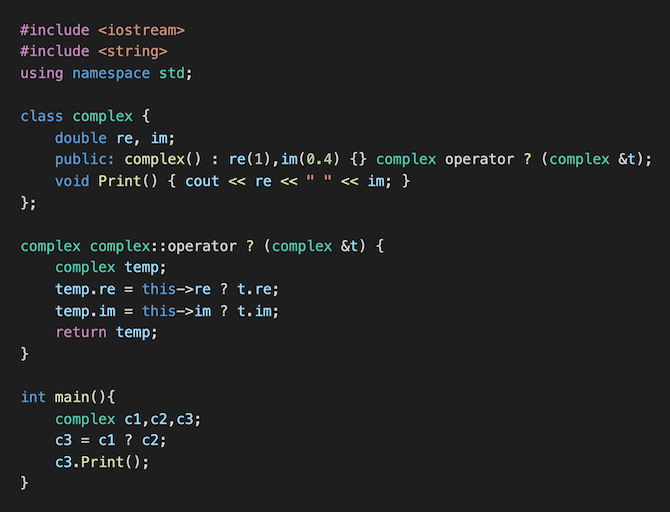 #include <iostream>
#include <string>
using namespace std;
class complex {
double re, im;
public: complex() : re(1),im(0.4) {} complex operator ? (complex &t);
void Print() { cout << re << " " << im; }
};
complex complex::operator ? (complex &t) {
complex temp;
temp.re = this->re ? t.re;
temp.im = this->im ? t.im;
return temp;
}
int main(){
complex c1,c2,c3;
c3 = c1 ? c2;
c3.Print();
}